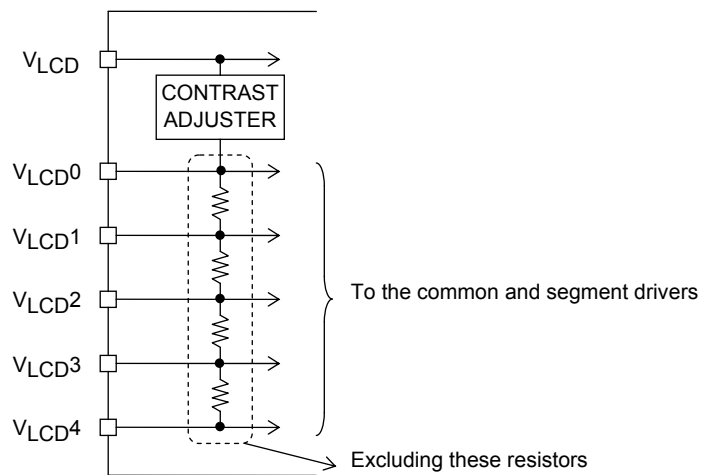 VLCD
CONTRAST
ADJUSTER
VLCD0
VLCD1
VLCD2
To the common and segment drivers
VLCD3
VLCD4
Excluding these resistors